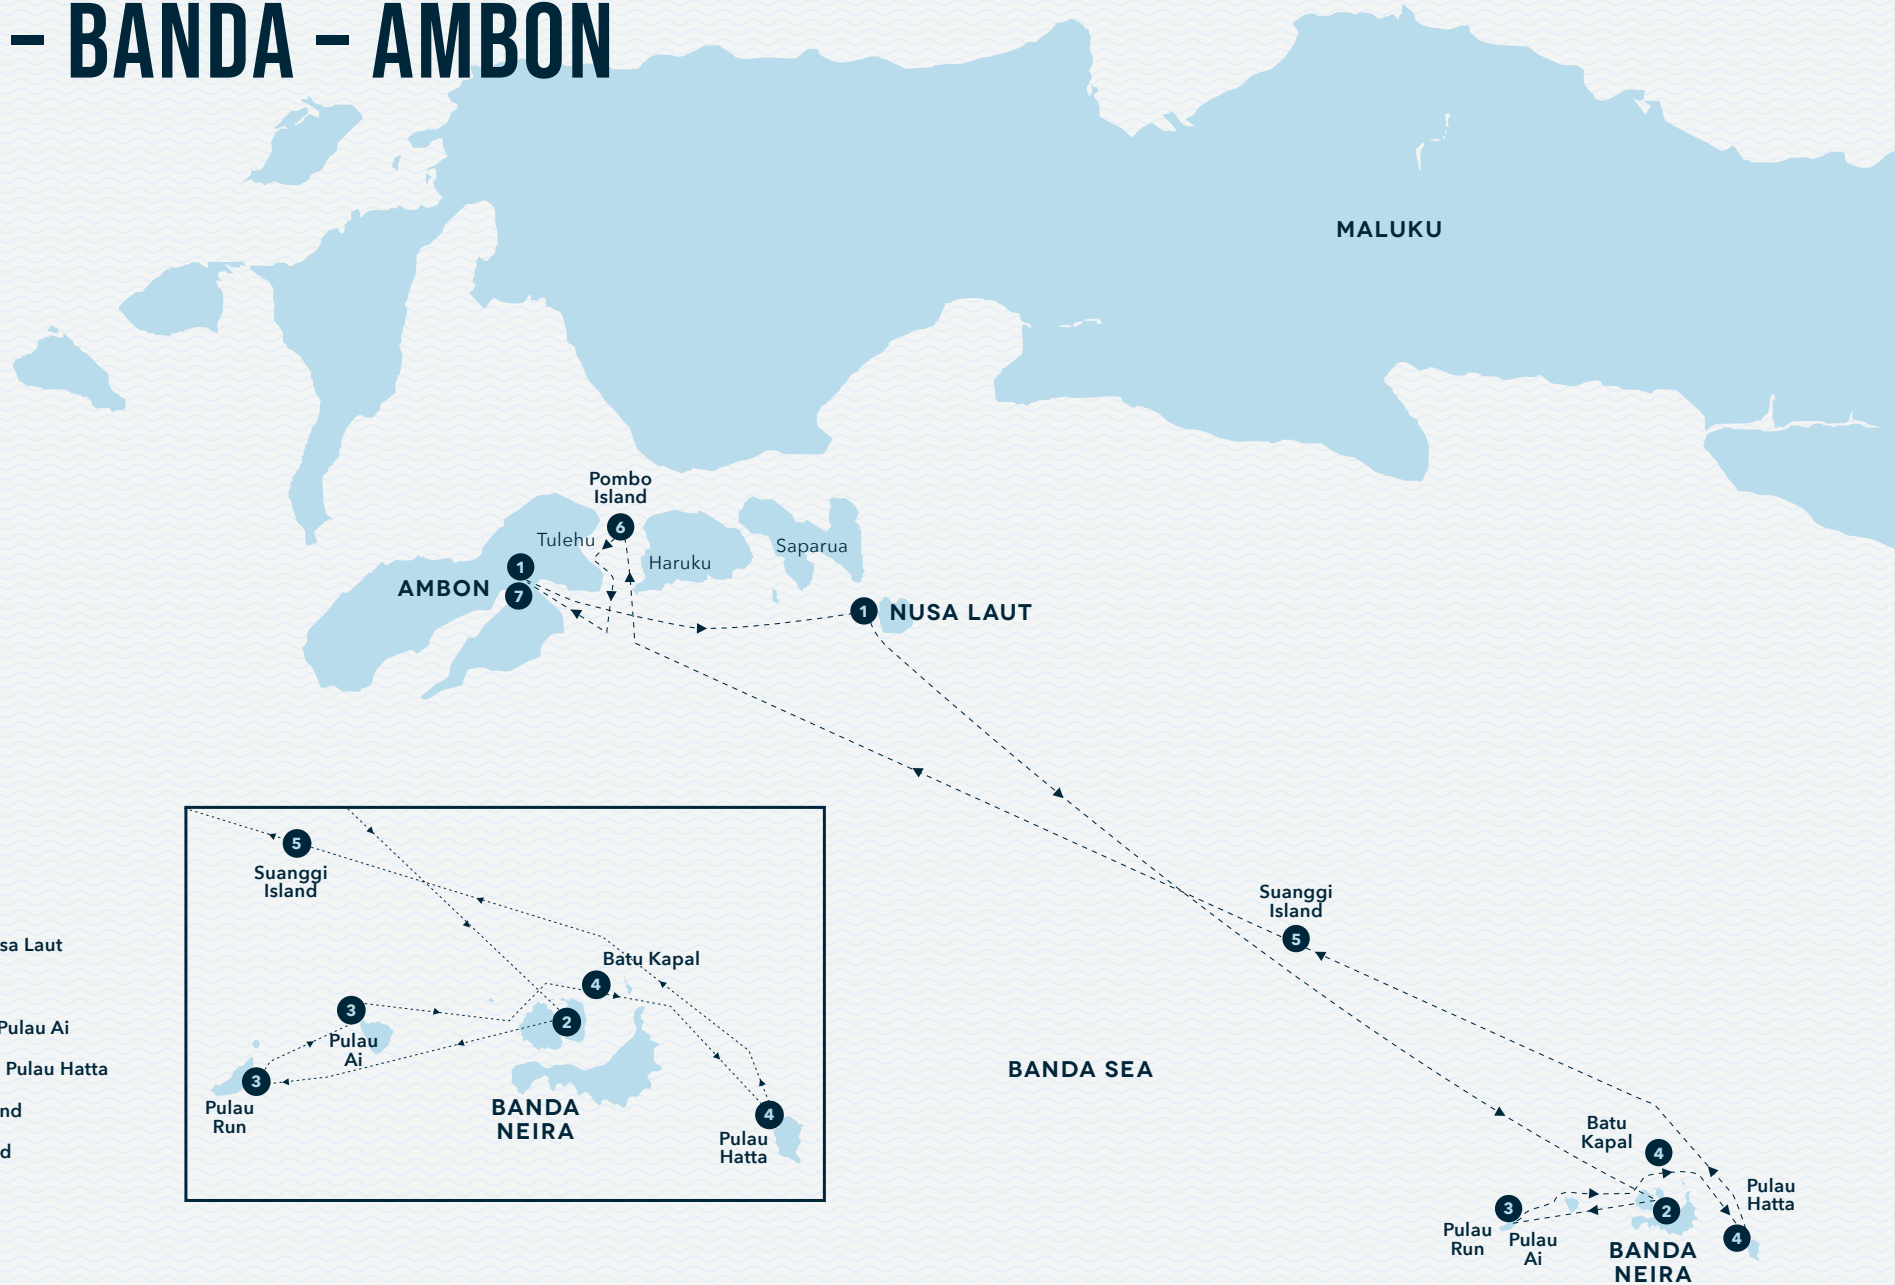 – BANDA – AMBON
MALUKU
Pombo
Island
6
Tulehu
Haruku
Saparua
1
AMBON
7
1
NUSA LAUT
5
Suanggi
Island
Suanggi
Island
5
sa Laut
Batu Kapal
4
3
2
Pulau
Ai
Pulau Ai
Pulau Hatta
3
BANDA SEA
Pulau
Run
BANDA
NEIRA
4
Pulau
Hatta
nd
d
Batu
Kapal
4
Pulau
Hatta
3
2
Pulau
Run
Pulau
Ai
4
BANDA
NEIRA